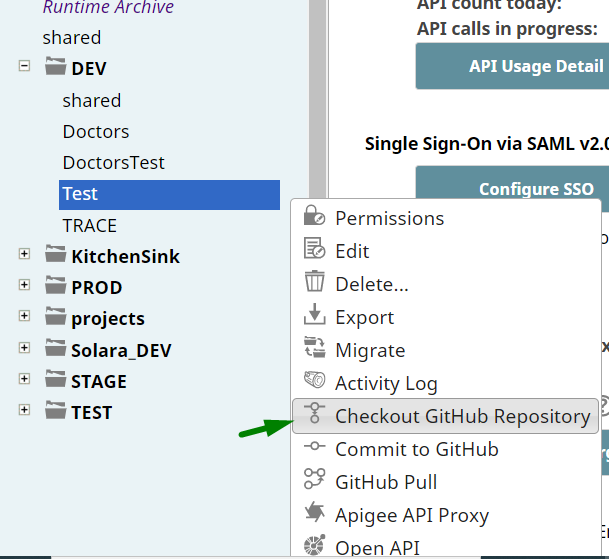 Runtime Archive
shared
DEV
shared
Doctors
DoctorsTest
Test
TRACE
KitchenSink
PROD
projects
Solara_DEV
STAGE
TEST
API count today:
API calls in progress:
API Usage Detail
Single Sign-On via SAML v2.0
Configure SSO
Permissions
Edit
Delete...
Export
Migrate
Activity Log
Checkout GitHub Repository
Commit to GitHub
GitHub Pull
Apigee API Proxy
Open API